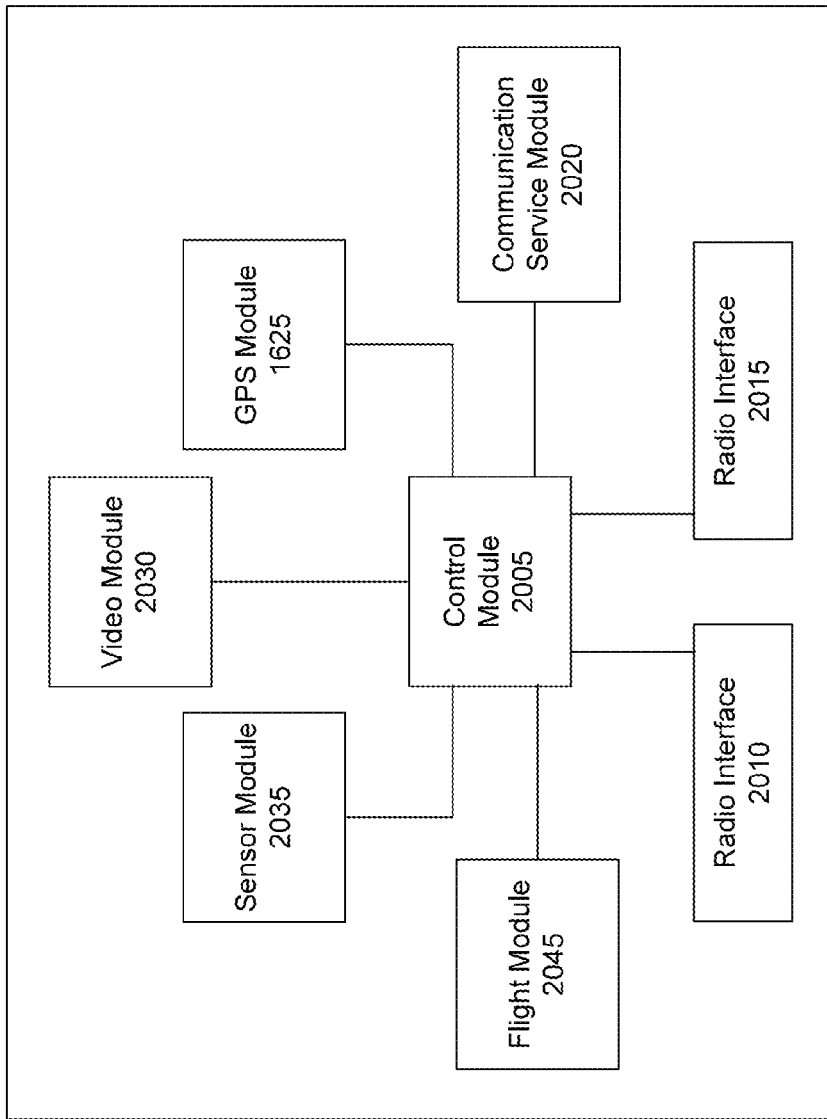 Video Module
2030
Sensor Module
2035
GPS Module
1625
Flight Module
2045
Control
Module
2005
Communication
Service Module
2020
Radio Interface
2010
Radio Interface
2015